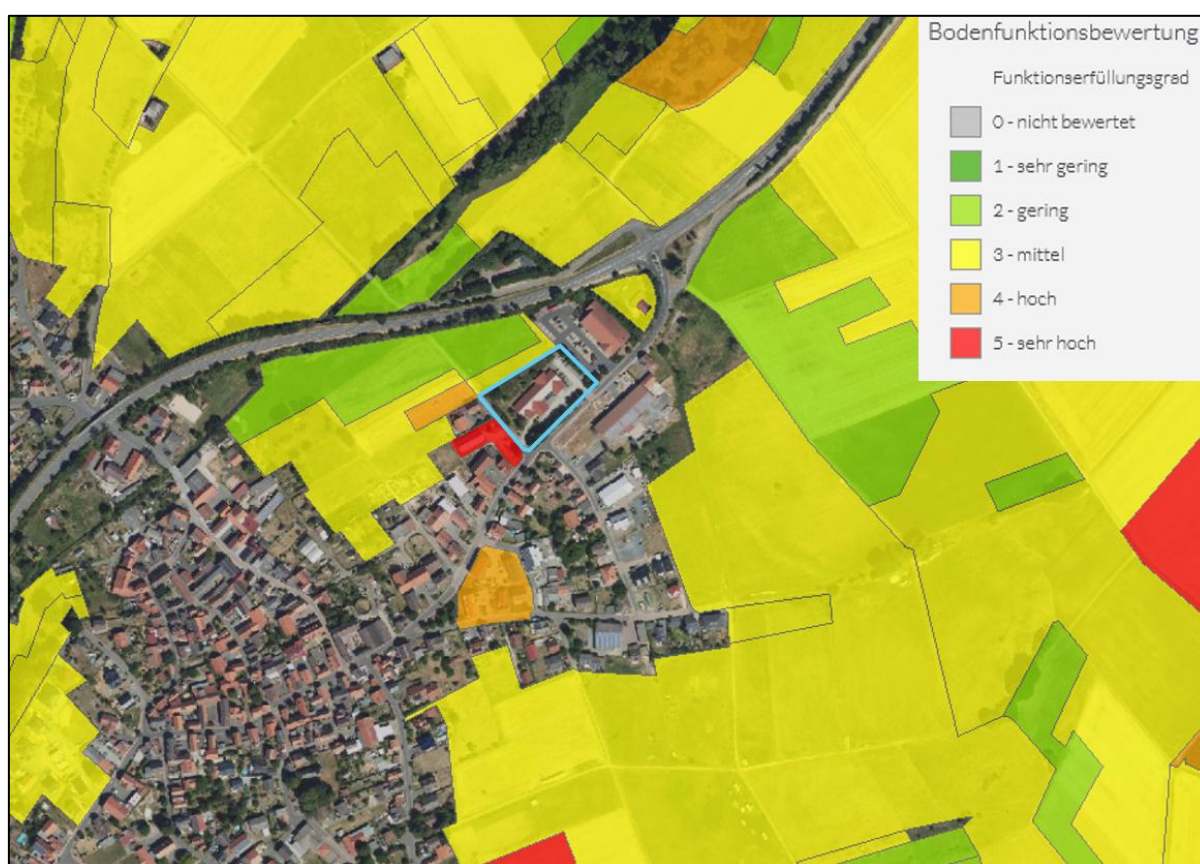 Bodenfunktionsbewertung
Funktionserfüllungsgrad
0 - nicht bewertet
1 - sehr gering
2 - gering
3 - mittel
4 - hoch
5 - sehr hoch